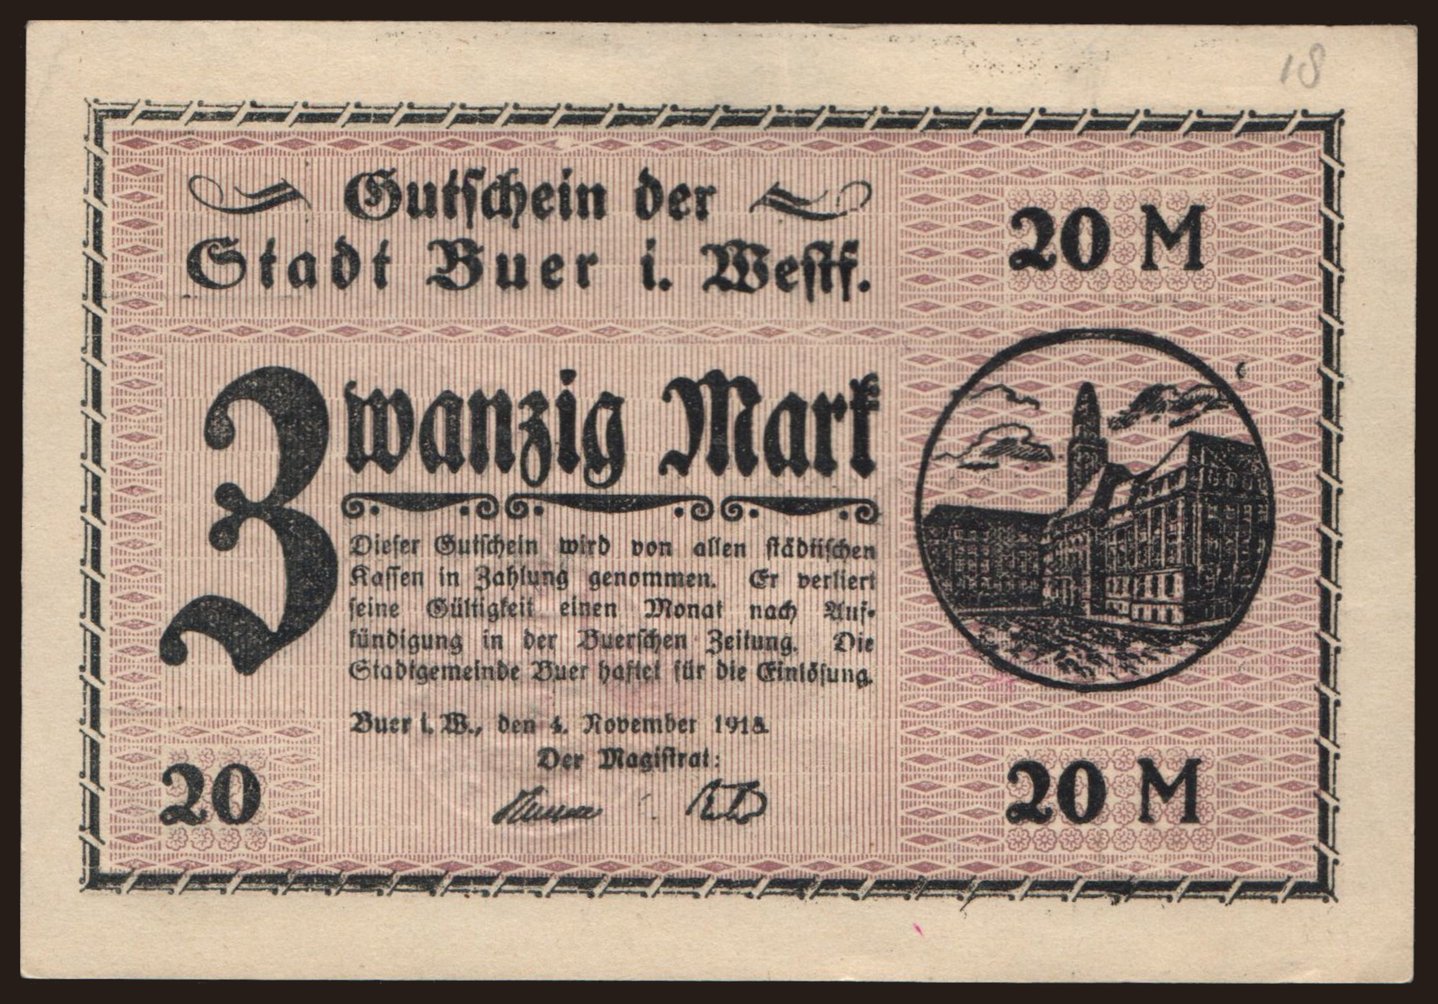 18
Gutschein der
Stadt Buer i. Westf.
20 M
Zwanzig Mark
Dieser Gutschein wird von allen städtischen
Kassen in Zahlung genommen. Er verliert
seine Gültigkeit einen Monat nach Auf-
kündigung in der Buerschen Zeitung. Die
Stadtgemeinde Buer haftet für die Einlösung.
Buer i. W., den 4. November 1918.
Der Magistrat:
20
20 M